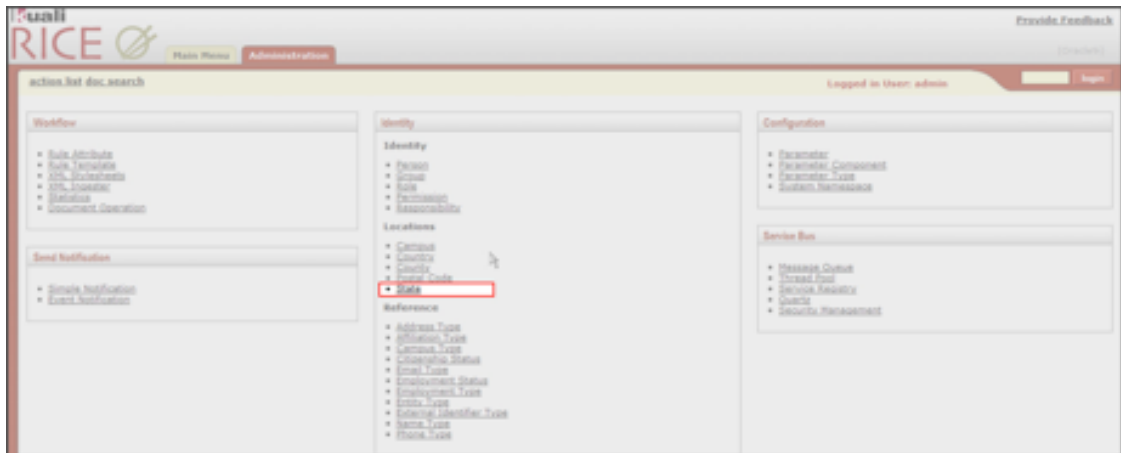 Kuali
RICE
Provide Feedback
Main Menu
Administration
action list doc search
Logged in User: admin
login
Workflow
Rule Attribute
Rule Template
XML Stylesheets
XML Ingester
Statistics
Document Operation
Send Notification
Simple Notification
Event Notification
Identity
Identity
Person
Group
Role
Permission
Responsibility
Locations
Campus
Country
County
Postal Code
State
Reference
Address Type
Affiliation Type
Campus Type
Citizenship Status
Email Type
Employment Status
Employment Type
Entity Type
External Identifier Type
Name Type
Phone Type
Configuration
Parameter
Parameter Component
Parameter Type
System Namespace
Service Bus
Message Queue
Thread Pool
Service Registry
Quartz
Security Management